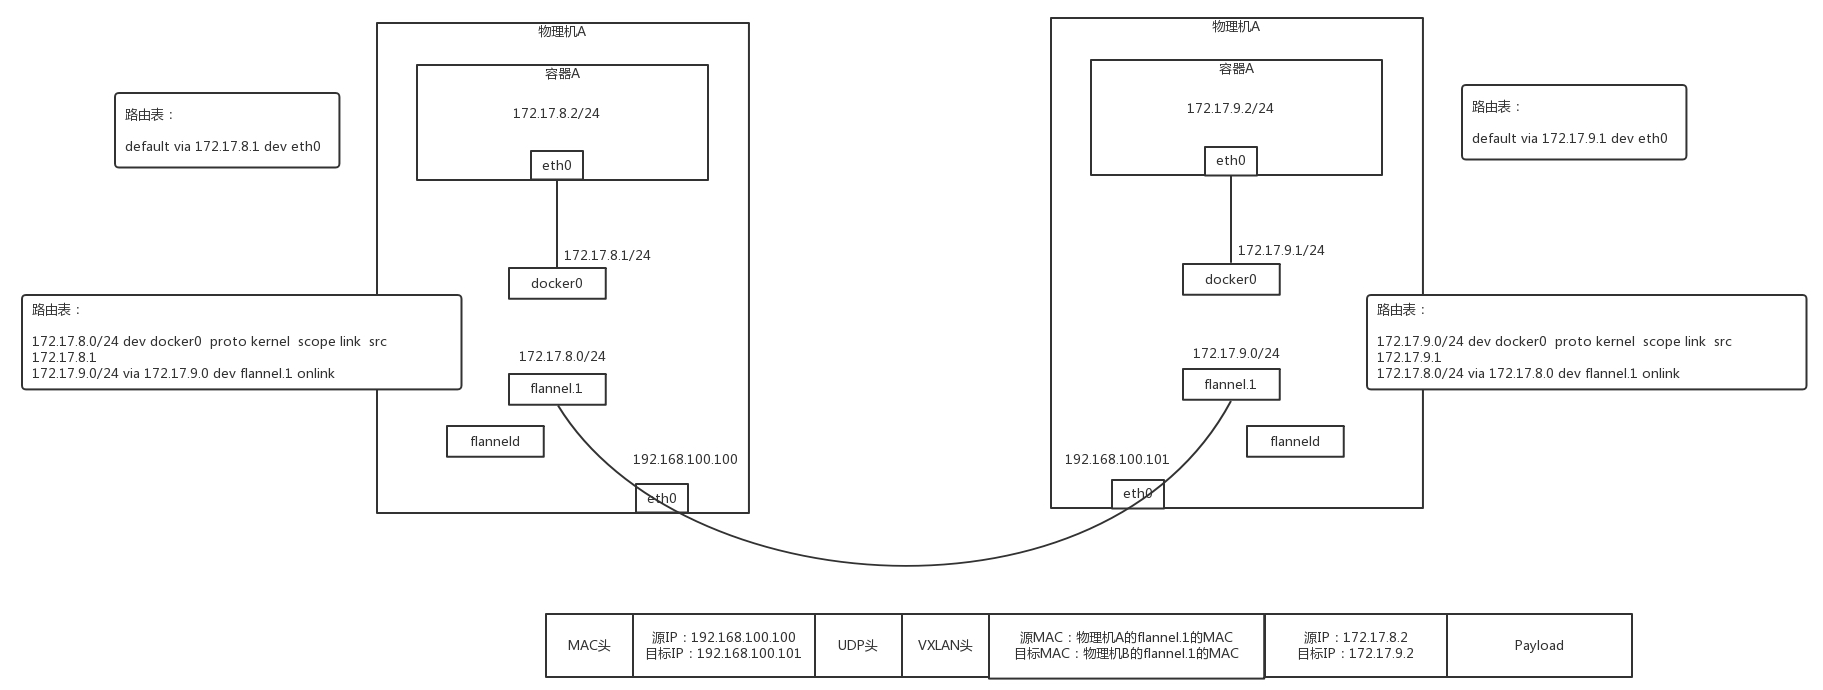 物理机A
容器A
172.17.8.2/24
eth0
路由表：
default via 172.17.8.1 dev eth0
172.17.8.1/24
docker0
路由表：
172.17.8.0/24 dev docker0  proto kernel  scope link  src
172.17.8.1
172.17.9.0/24 via 172.17.9.0 dev flannel.1 onlink
172.17.8.0/24
flannel.1
flanneld
192.168.100.100
eth0
物理机A
容器A
172.17.9.2/24
eth0
路由表：
default via 172.17.9.1 dev eth0
172.17.9.1/24
docker0
路由表：
172.17.9.0/24 dev docker0  proto kernel  scope link  src
172.17.9.1
172.17.8.0/24 via 172.17.8.0 dev flannel.1 onlink
172.17.9.0/24
flannel.1
flanneld
192.168.100.101
eth0
MAC头
源IP：192.168.100.100
目标IP：192.168.100.101
UDP头
VXLAN头
源MAC：物理机A的flannel.1的MAC
目标MAC：物理机B的flannel.1的MAC
源IP：172.17.8.2
目标IP：172.17.9.2
Payload